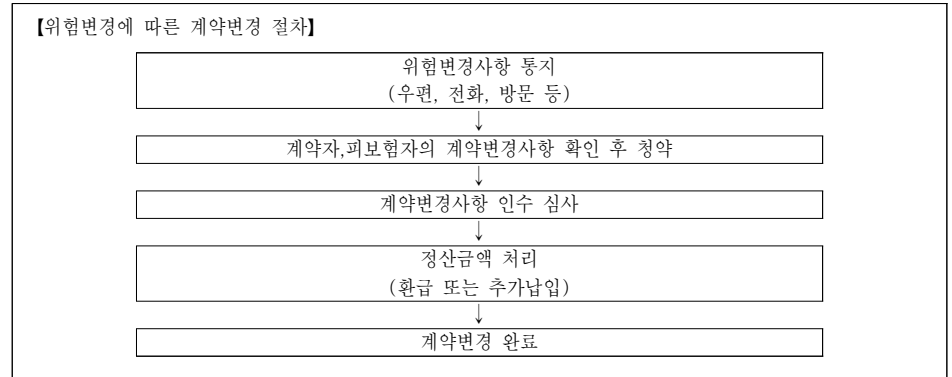 【위험변경에 따른 계약변경 절차】
위험변경사항 통지
(우편, 전화, 방문 등)
↓
계약자,피보험자의 계약변경사항 확인 후 청약
↓
계약변경사항 인수 심사
↓
정산금액 처리
(환급 또는 추가납입)
↓
계약변경 완료